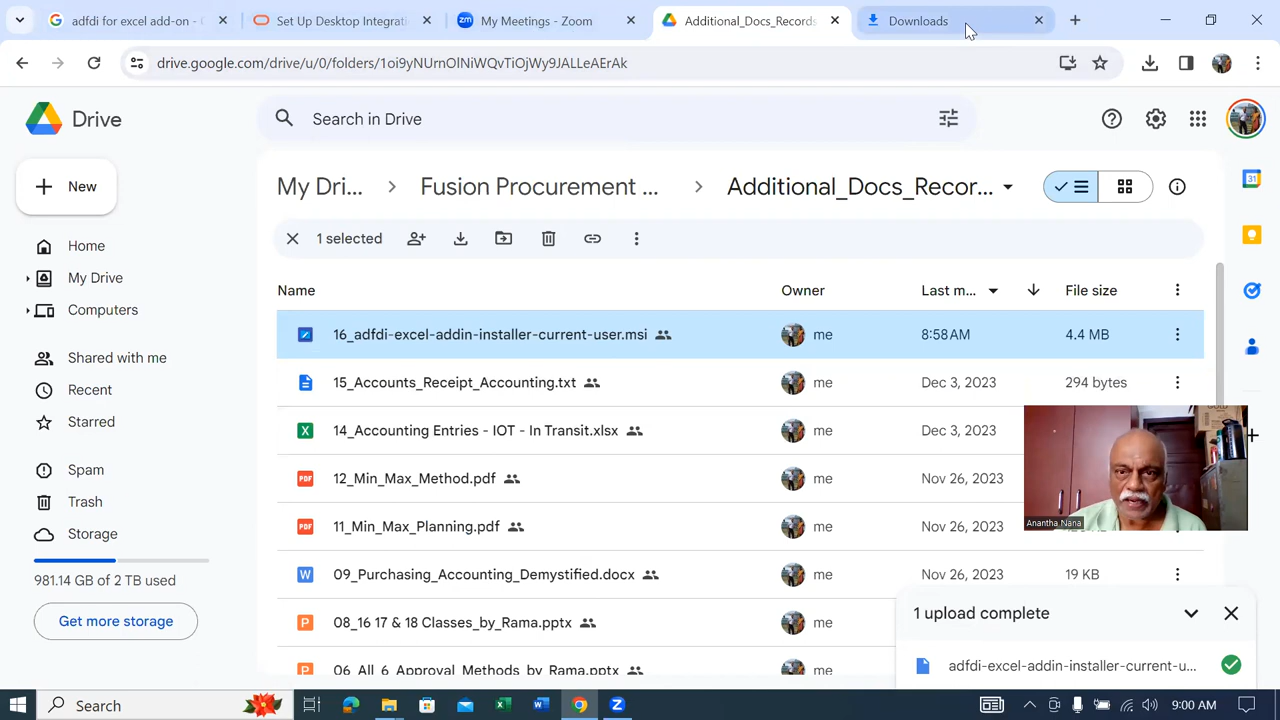 adfdi for excel add-on - G
Set Up Desktop Integratio
My Meetings - Zoom
Additional_Docs_Records
Downloads
drive.google.com/drive/u/0/folders/1oi9yNUrnOlNiWQvTiOjWy9JALLeAErAk
Drive
Search in Drive
New
My Dri... > Fusion Procurement ... > Additional_Docs_Recor...
1 selected
Home
My Drive
Computers
Shared with me
Recent
Starred
Spam
Trash
Storage
981.14 GB of 2 TB used
Get more storage
Name Owner Last m... File size
16_adfdi-excel-addin-installer-current-user.msi me 8:58 AM 4.4 MB
15_Accounts_Receipt_Accounting.txt me Dec 3, 2023 294 bytes
14_Accounting Entries - IOT - In Transit.xlsx me Dec 3, 2023
12_Min_Max_Method.pdf me Nov 26, 2023
11_Min_Max_Planning.pdf me Nov 26, 2023
09_Purchasing_Accounting_Demystified.docx me Nov 26, 2023 19 KB
08_16 17 & 18 Classes_by_Rama.pptx me
06_All_6_Approval_Methods_by_Rama.pptx me
31
Anantha_Nana
1 upload complete
adfdi-excel-addin-installer-current-u...
Search
9:00 AM